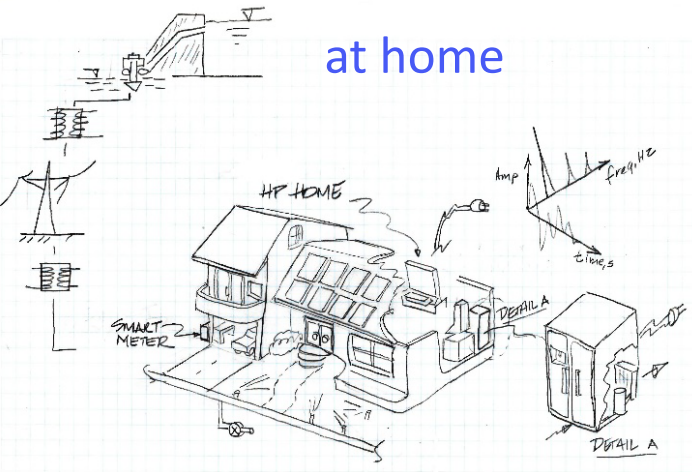 at home
Amp
freq, Hz
time, s
HP HOME
SMART
METER
DETAIL A
DETAIL A